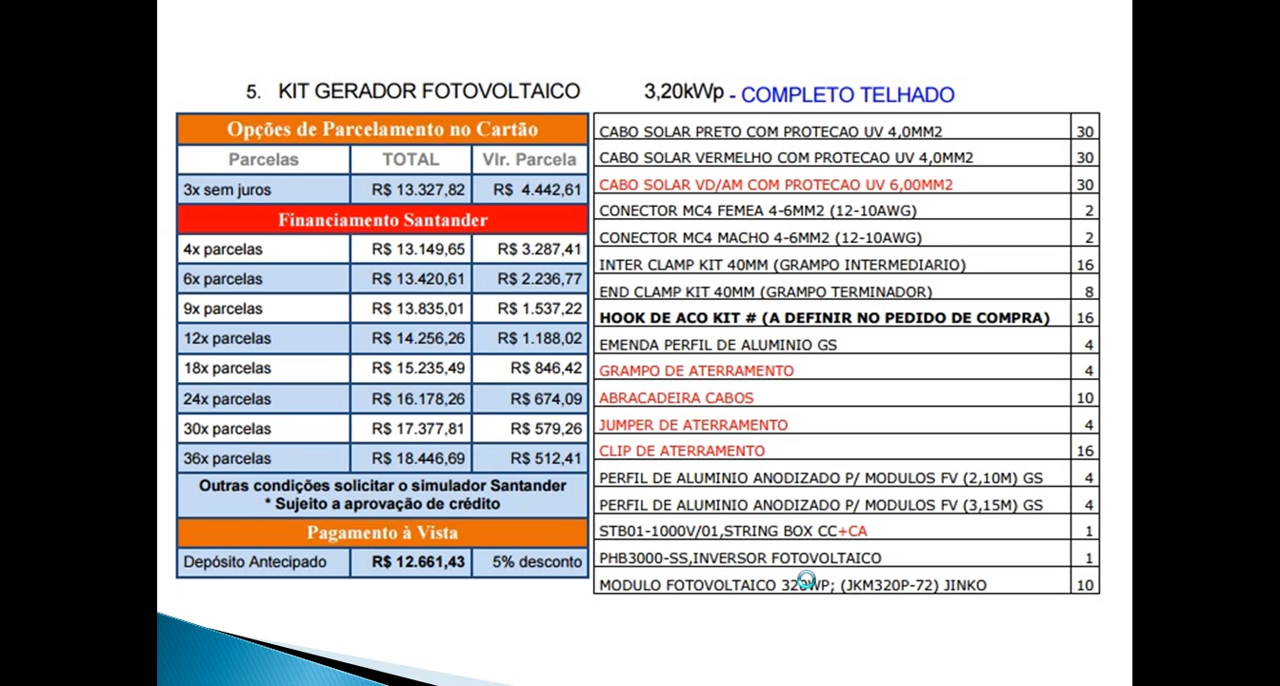 5. KIT GERADOR FOTOVOLTAICO 3,20kWp - COMPLETO TELHADO
Opções de Parcelamento no Cartão
Parcelas TOTAL Vlr. Parcela
3x sem juros R$ 13.327,82 R$ 4.442,61
Financiamento Santander
4x parcelas R$ 13.149,65 R$ 3.287,41
6x parcelas R$ 13.420,61 R$ 2.236,77
9x parcelas R$ 13.835,01 R$ 1.537,22
12x parcelas R$ 14.256,26 R$ 1.188,02
18x parcelas R$ 15.235,49 R$ 846,42
24x parcelas R$ 16.178,26 R$ 674,09
30x parcelas R$ 17.377,81 R$ 579,26
36x parcelas R$ 18.446,69 R$ 512,41
Outras condições solicitar o simulador Santander
* Sujeito a aprovação de crédito
Pagamento à Vista
Depósito Antecipado R$ 12.661,43 5% desconto
CABO SOLAR PRETO COM PROTECAO UV 4,0MM2 30
CABO SOLAR VERMELHO COM PROTECAO UV 4,0MM2 30
CABO SOLAR VD/AM COM PROTECAO UV 6,00MM2 30
CONECTOR MC4 FEMEA 4-6MM2 (12-10AWG) 2
CONECTOR MC4 MACHO 4-6MM2 (12-10AWG) 2
INTER CLAMP KIT 40MM (GRAMPO INTERMEDIARIO) 16
END CLAMP KIT 40MM (GRAMPO TERMINADOR) 8
HOOK DE ACO KIT # (A DEFINIR NO PEDIDO DE COMPRA) 16
EMENDA PERFIL DE ALUMINIO GS 4
GRAMPO DE ATERRAMENTO 4
ABRACADEIRA CABOS 10
JUMPER DE ATERRAMENTO 4
CLIP DE ATERRAMENTO 16
PERFIL DE ALUMINIO ANODIZADO P/ MODULOS FV (2,10M) GS 4
PERFIL DE ALUMINIO ANODIZADO P/ MODULOS FV (3,15M) GS 4
STB01-1000V/01,STRING BOX CC+CA 1
PHB3000-SS,INVERSOR FOTOVOLTAICO 1
MODULO FOTOVOLTAICO 320WP; (JKM320P-72) JINKO 10